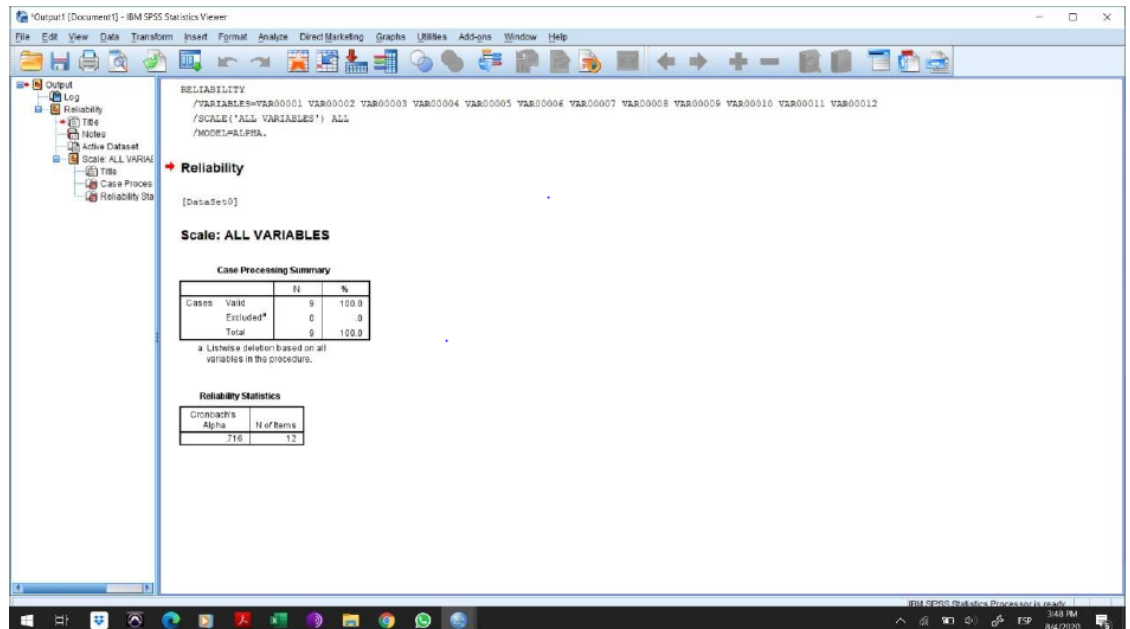 *Output1 [Document1] - IBM SPSS Statistics Viewer
File Edit View Data Transform Insert Format Analyze Direct Marketing Graphs Utilities Add-ons Window Help
Output
Log
Reliability
Title
Notes
Active Dataset
Scale: ALL VARIAB
Title
Case Proces
Reliability Sta
RELIABILITY
/VARIABLES=VAR00001 VAR00002 VAR00003 VAR00004 VAR00005 VAR00006 VAR00007 VAR00008 VAR00009 VAR00010 VAR00011 VAR00012
/SCALE('ALL VARIABLES') ALL
/MODEL=ALPHA.
Reliability
[DataSet0]
Scale: ALL VARIABLES
Case Processing Summary
N %
Cases Valid 9 100.0
Excludedᵃ 0 .0
Total 9 100.0
a. Listwise deletion based on all
variables in the procedure.
Reliability Statistics
Cronbach's
Alpha N of Items
.716 12
IBM SPSS Statistics Processor is ready
3:48 PM
ESP
8/4/2020